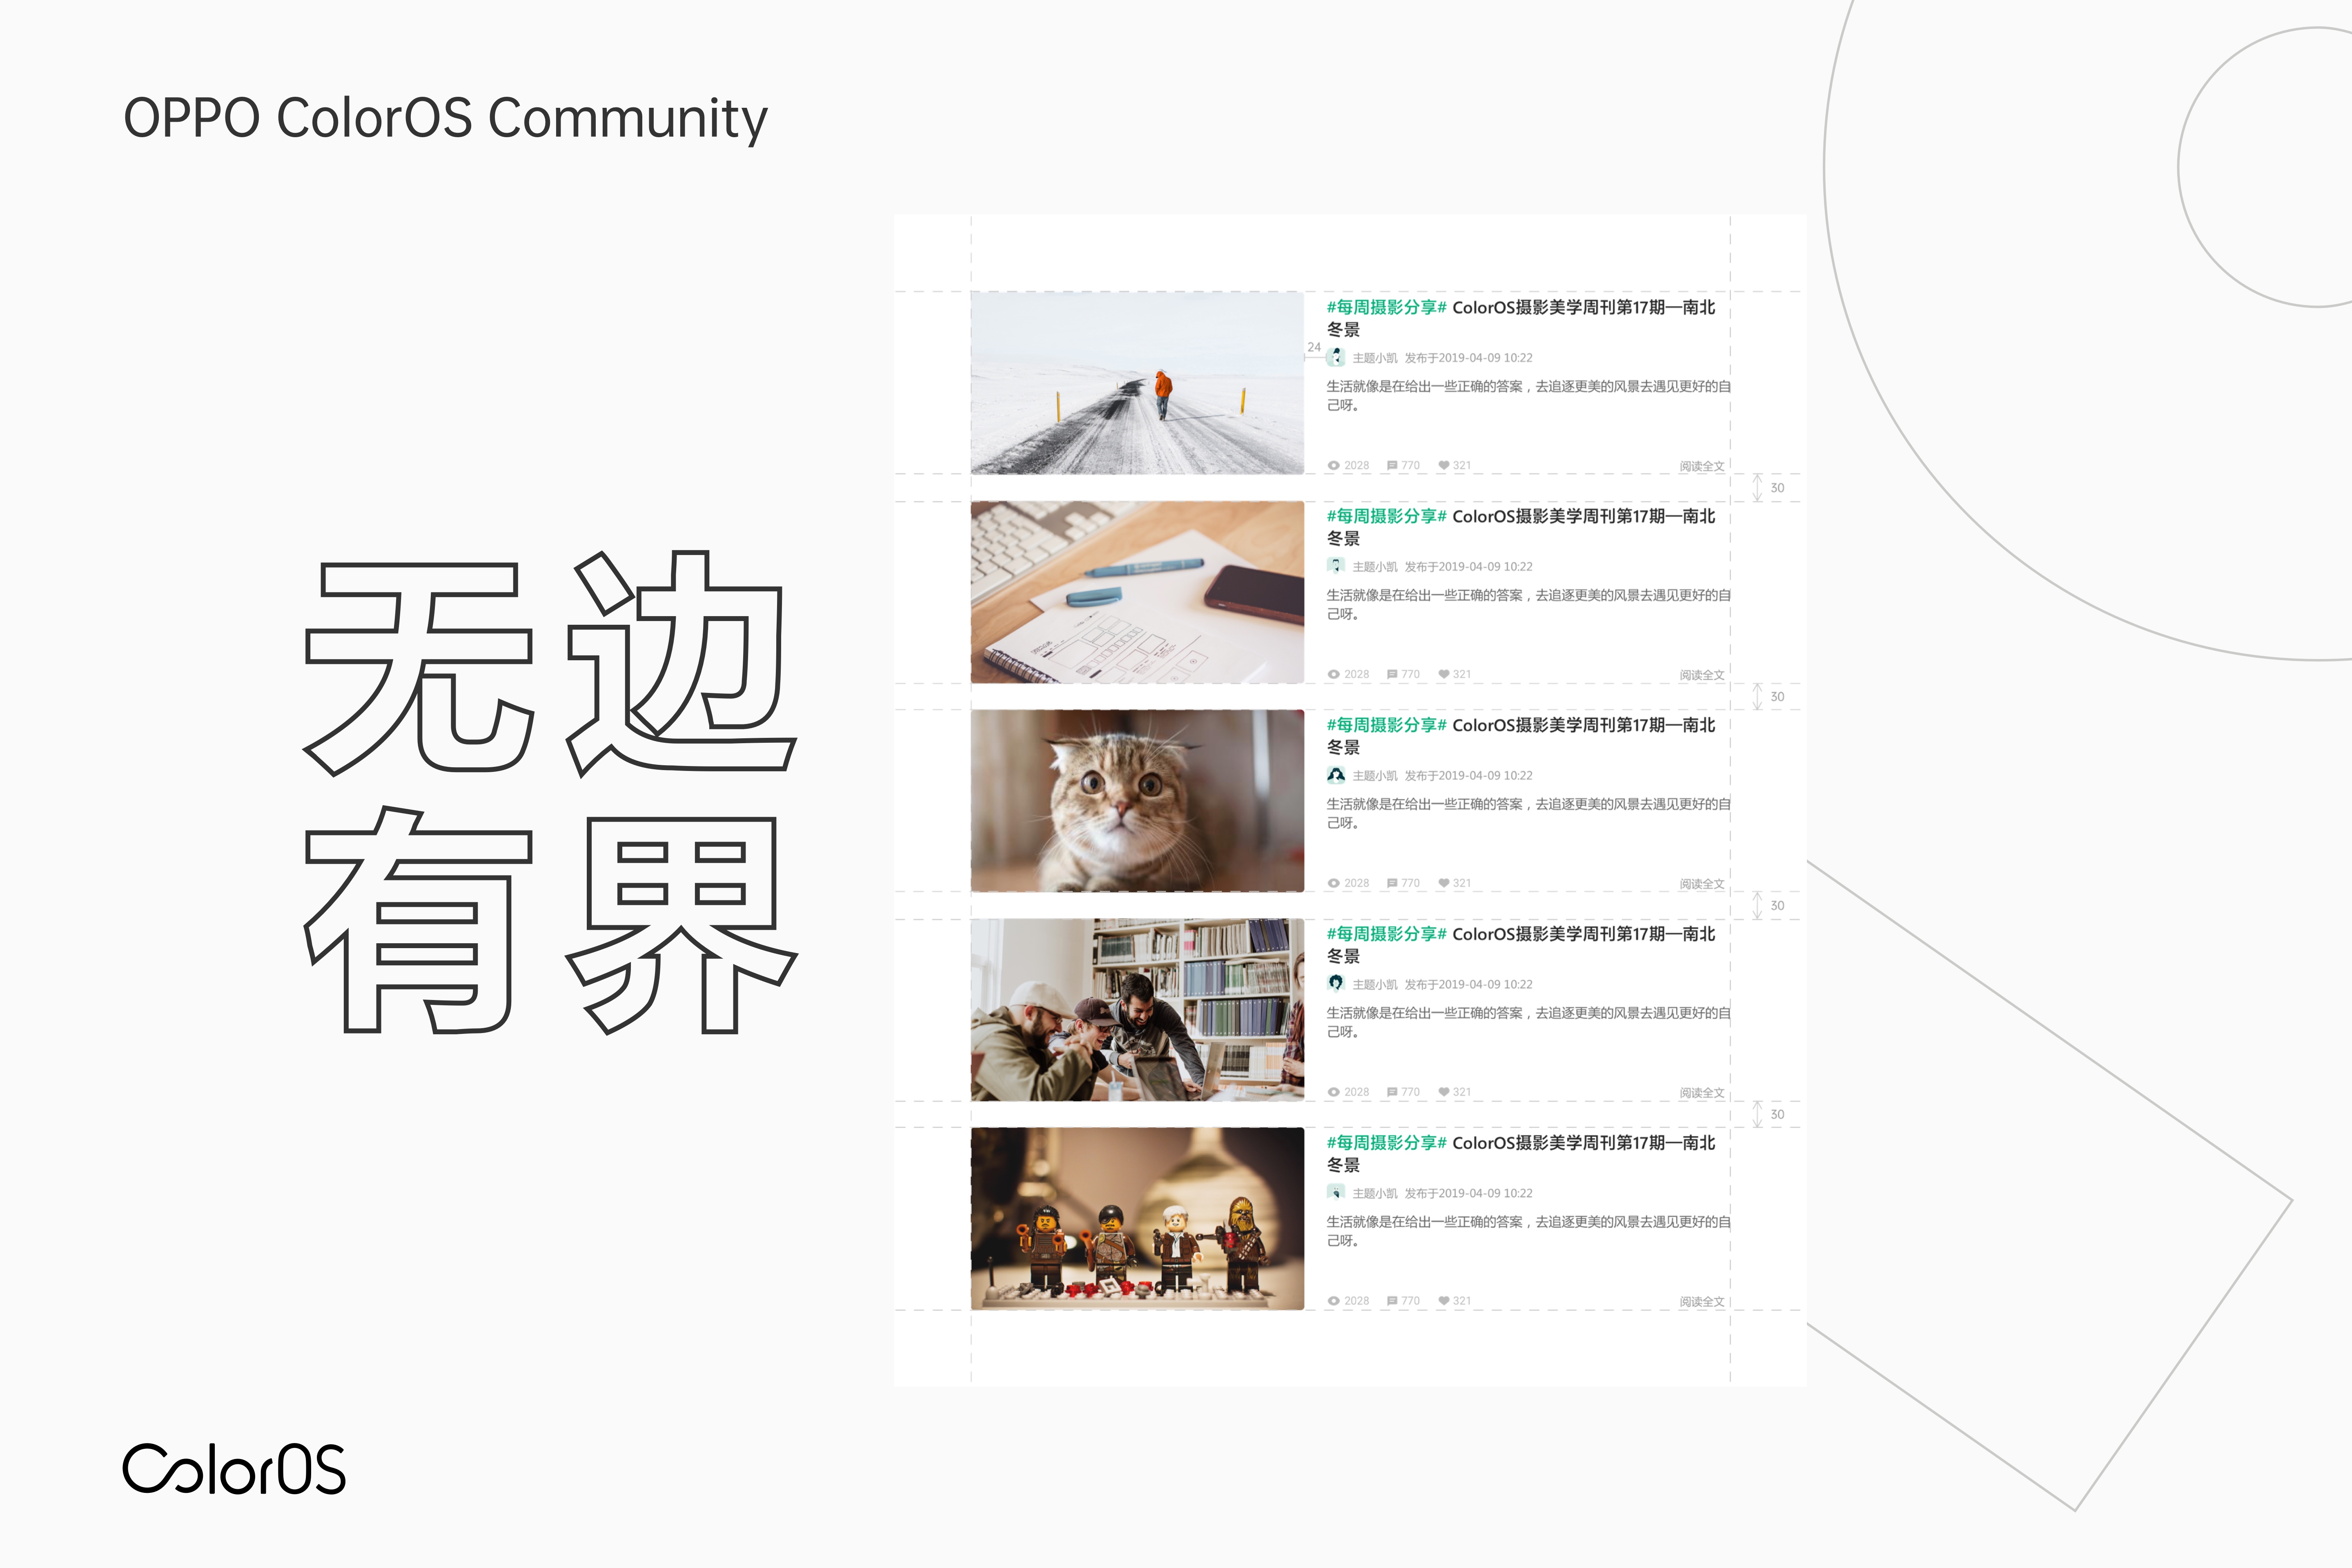 OPPO ColorOS Community
无边
有界
#每周摄影分享# ColorOS摄影美学周刊第17期—南北
冬景
24
主题小凯 发布于2019-04-09 10:22
生活就像是在给出一些正确的答案，去追逐更美的风景去遇见更好的自
己呀。
2028 770 321 阅读全文
30
#每周摄影分享# ColorOS摄影美学周刊第17期—南北
冬景
主题小凯 发布于2019-04-09 10:22
生活就像是在给出一些正确的答案，去追逐更美的风景去遇见更好的自
己呀。
2028 770 321 阅读全文
30
#每周摄影分享# ColorOS摄影美学周刊第17期—南北
冬景
主题小凯 发布于2019-04-09 10:22
生活就像是在给出一些正确的答案，去追逐更美的风景去遇见更好的自
己呀。
2028 770 321 阅读全文
30
#每周摄影分享# ColorOS摄影美学周刊第17期—南北
冬景
主题小凯 发布于2019-04-09 10:22
生活就像是在给出一些正确的答案，去追逐更美的风景去遇见更好的自
己呀。
2028 770 321 阅读全文
30
#每周摄影分享# ColorOS摄影美学周刊第17期—南北
冬景
主题小凯 发布于2019-04-09 10:22
生活就像是在给出一些正确的答案，去追逐更美的风景去遇见更好的自
己呀。
2028 770 321 阅读全文
ColorOS